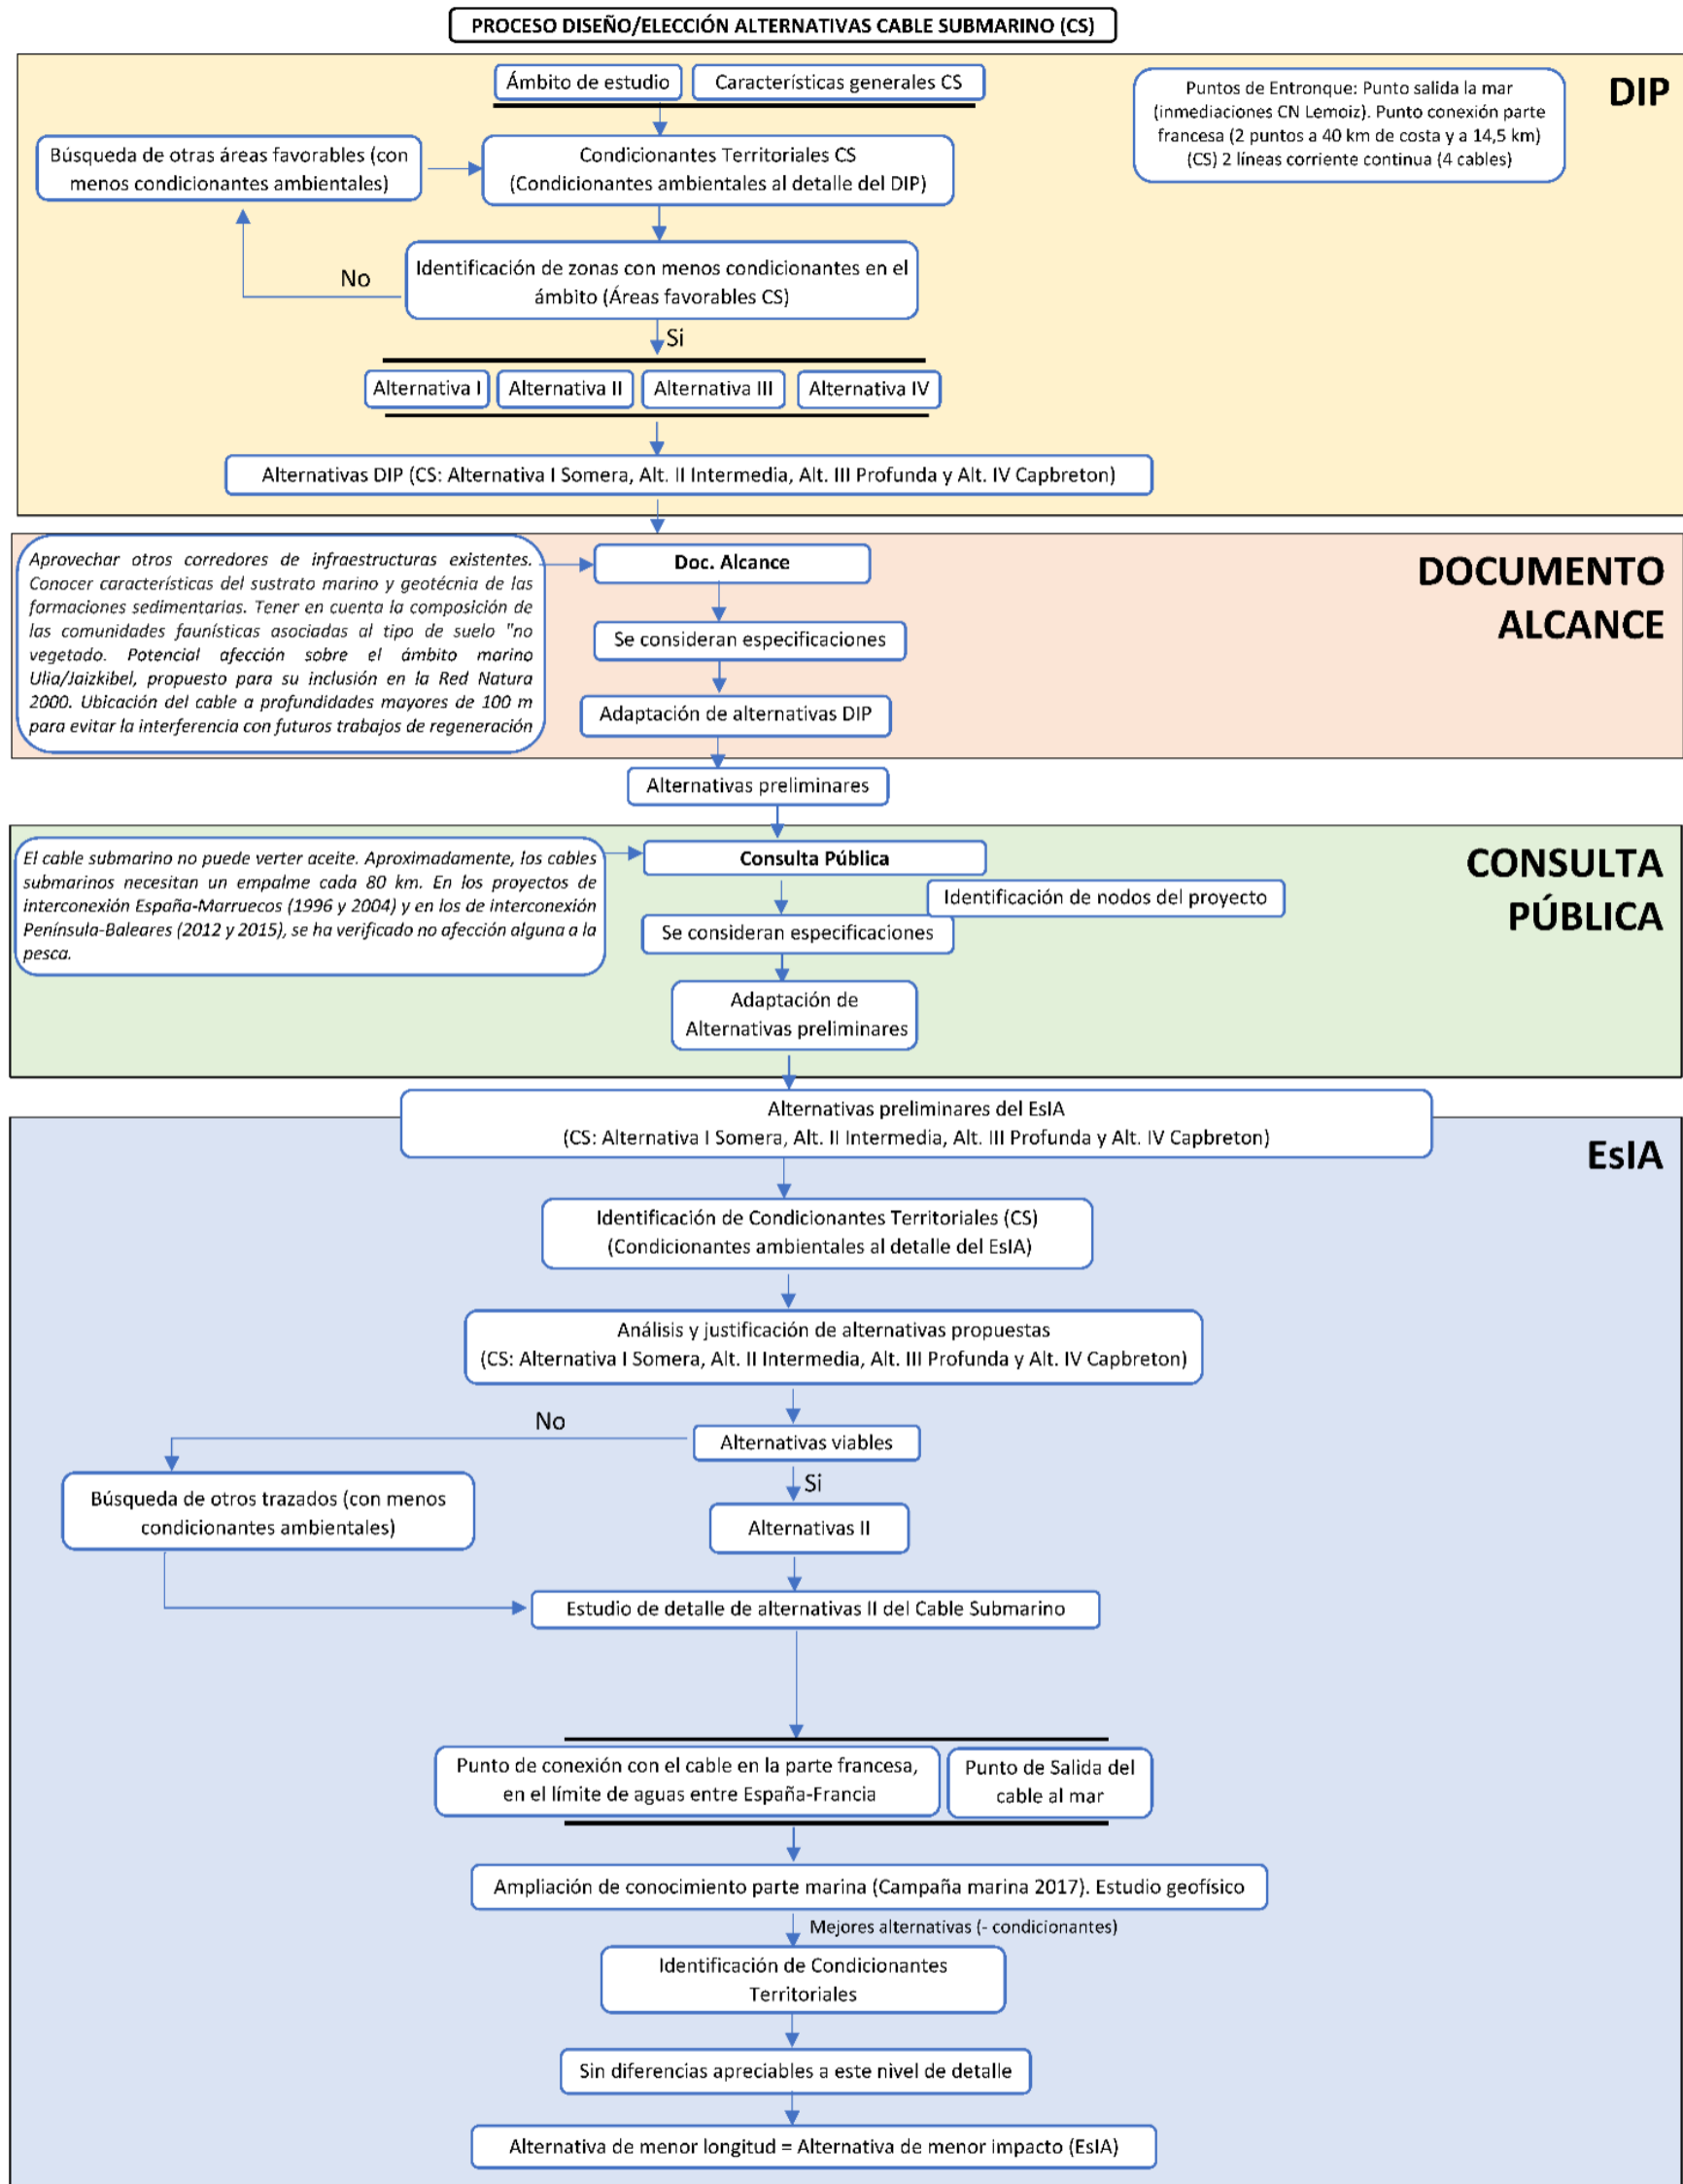 PROCESO DISEÑO/ELECCIÓN ALTERNATIVAS CABLE SUBMARINO (CS)
DIP
Ámbito de estudio
Características generales CS
Puntos de Entronque: Punto salida la mar
(inmediaciones CN Lemoiz). Punto conexión parte
francesa (2 puntos a 40 km de costa y a 14,5 km)
(CS) 2 líneas corriente continua (4 cables)
Búsqueda de otras áreas favorables (con
menos condicionantes ambientales)
Condicionantes Territoriales CS
(Condicionantes ambientales al detalle del DIP)
Identificación de zonas con menos condicionantes en el
ámbito (Áreas favorables CS)
No
Si
Alternativa I
Alternativa II
Alternativa III
Alternativa IV
Alternativas DIP (CS: Alternativa I Somera, Alt. II Intermedia, Alt. III Profunda y Alt. IV Capbreton)
DOCUMENTO
ALCANCE
Aprovechar otros corredores de infraestructuras existentes.
Conocer características del sustrato marino y geotécnia de las
formaciones sedimentarias. Tener en cuenta la composición de
las comunidades faunísticas asociadas al tipo de suelo "no
vegetado. Potencial afección sobre el ámbito marino
Ulia/Jaizkibel, propuesto para su inclusión en la Red Natura
2000. Ubicación del cable a profundidades mayores de 100 m
para evitar la interferencia con futuros trabajos de regeneración
Doc. Alcance
Se consideran especificaciones
Adaptación de alternativas DIP
Alternativas preliminares
CONSULTA
PÚBLICA
El cable submarino no puede verter aceite. Aproximadamente, los cables
submarinos necesitan un empalme cada 80 km. En los proyectos de
interconexión España-Marruecos (1996 y 2004) y en los de interconexión
Península-Baleares (2012 y 2015), se ha verificado no afección alguna a la
pesca.
Consulta Pública
Identificación de nodos del proyecto
Se consideran especificaciones
Adaptación de
Alternativas preliminares
Alternativas preliminares del EsIA
(CS: Alternativa I Somera, Alt. II Intermedia, Alt. III Profunda y Alt. IV Capbreton)
EsIA
Identificación de Condicionantes Territoriales (CS)
(Condicionantes ambientales al detalle del EsIA)
Análisis y justificación de alternativas propuestas
(CS: Alternativa I Somera, Alt. II Intermedia, Alt. III Profunda y Alt. IV Capbreton)
No
Alternativas viables
Si
Búsqueda de otros trazados (con menos
condicionantes ambientales)
Alternativas II
Estudio de detalle de alternativas II del Cable Submarino
Punto de conexión con el cable en la parte francesa,
en el límite de aguas entre España-Francia
Punto de Salida del
cable al mar
Ampliación de conocimiento parte marina (Campaña marina 2017). Estudio geofísico
Mejores alternativas (- condicionantes)
Identificación de Condicionantes
Territoriales
Sin diferencias apreciables a este nivel de detalle
Alternativa de menor longitud = Alternativa de menor impacto (EsIA)